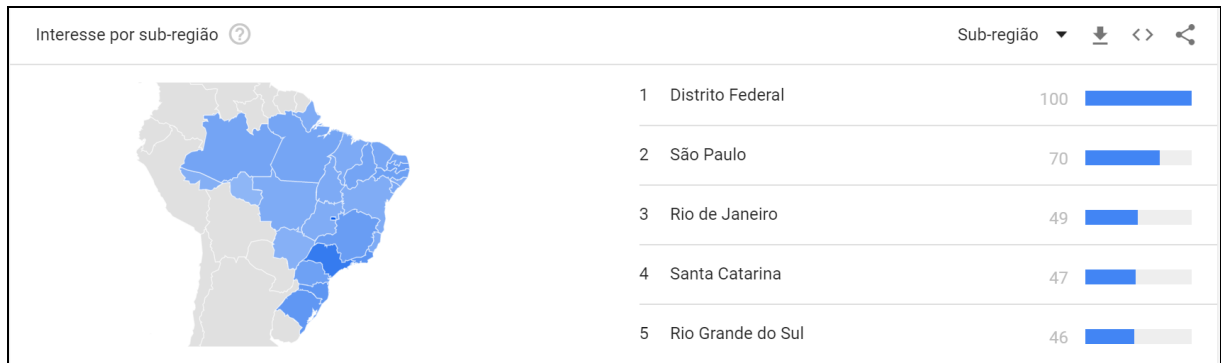 Interesse por sub-região ?
Sub-região
1 Distrito Federal 100
2 São Paulo 70
3 Rio de Janeiro 49
4 Santa Catarina 47
5 Rio Grande do Sul 46